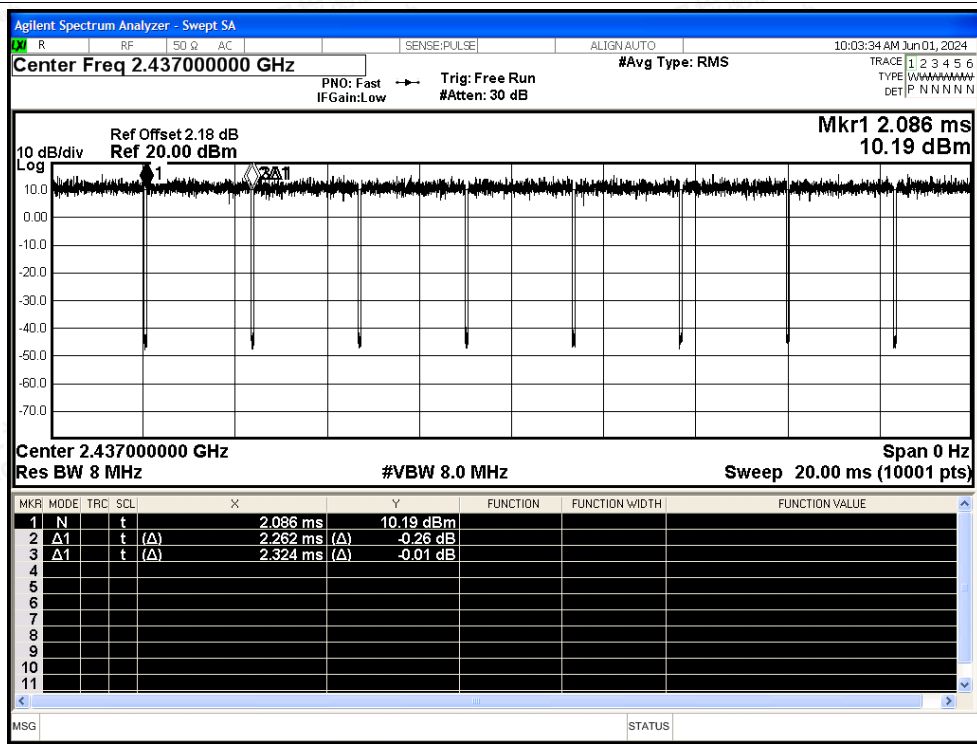 Agilent Spectrum Analyzer - Swept SA
LXI R RF 50 Ω AC SENSE:PULSE ALIGN AUTO 10:03:34 AM Jun 01, 2024
Center Freq 2.437000000 GHz #Avg Type: RMS TRACE 1 2 3 4 5 6
PNO: Fast Trig: Free Run TYPE WWWWWW
IFGain:Low #Atten: 30 dB DET P N N N N N
Mkr1 2.086 ms
10.19 dBm
Ref Offset 2.18 dB
10 dB/div Ref 20.00 dBm
Log
1 3Δ1
10.0
0.00
-10.0
-20.0
-30.0
-40.0
-50.0
-60.0
-70.0
Center 2.437000000 GHz Span 0 Hz
Res BW 8 MHz #VBW 8.0 MHz Sweep 20.00 ms (10001 pts)
MKR MODE TRC SCL X Y FUNCTION FUNCTION WIDTH FUNCTION VALUE
1 N t 2.086 ms 10.19 dBm
2 Δ1 t (Δ) 2.262 ms (Δ) -0.26 dB
3 Δ1 t (Δ) 2.324 ms (Δ) -0.01 dB
4
5
6
7
8
9
10
11
MSG STATUS